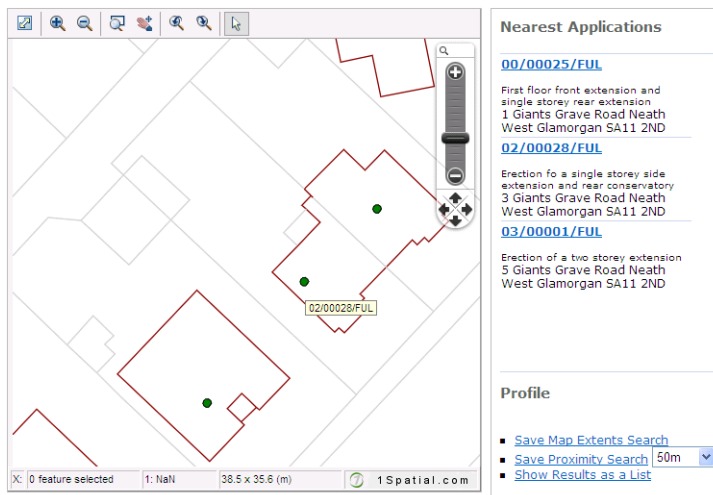 Nearest Applications
00/00025/FUL
First floor front extension and
single storey rear extension
1 Giants Grave Road Neath
West Glamorgan SA11 2ND
02/00028/FUL
Erection fo a single storey side
extension and rear conservatory
3 Giants Grave Road Neath
West Glamorgan SA11 2ND
03/00001/FUL
Erection of a two storey extension
5 Giants Grave Road Neath
West Glamorgan SA11 2ND
02/00028/FUL
Profile
Save Map Extents Search
Save Proximity Search 50m
Show Results as a List
X: 0 feature selected 1: NaN 38.5 x 35.6 (m) 1Spatial.com